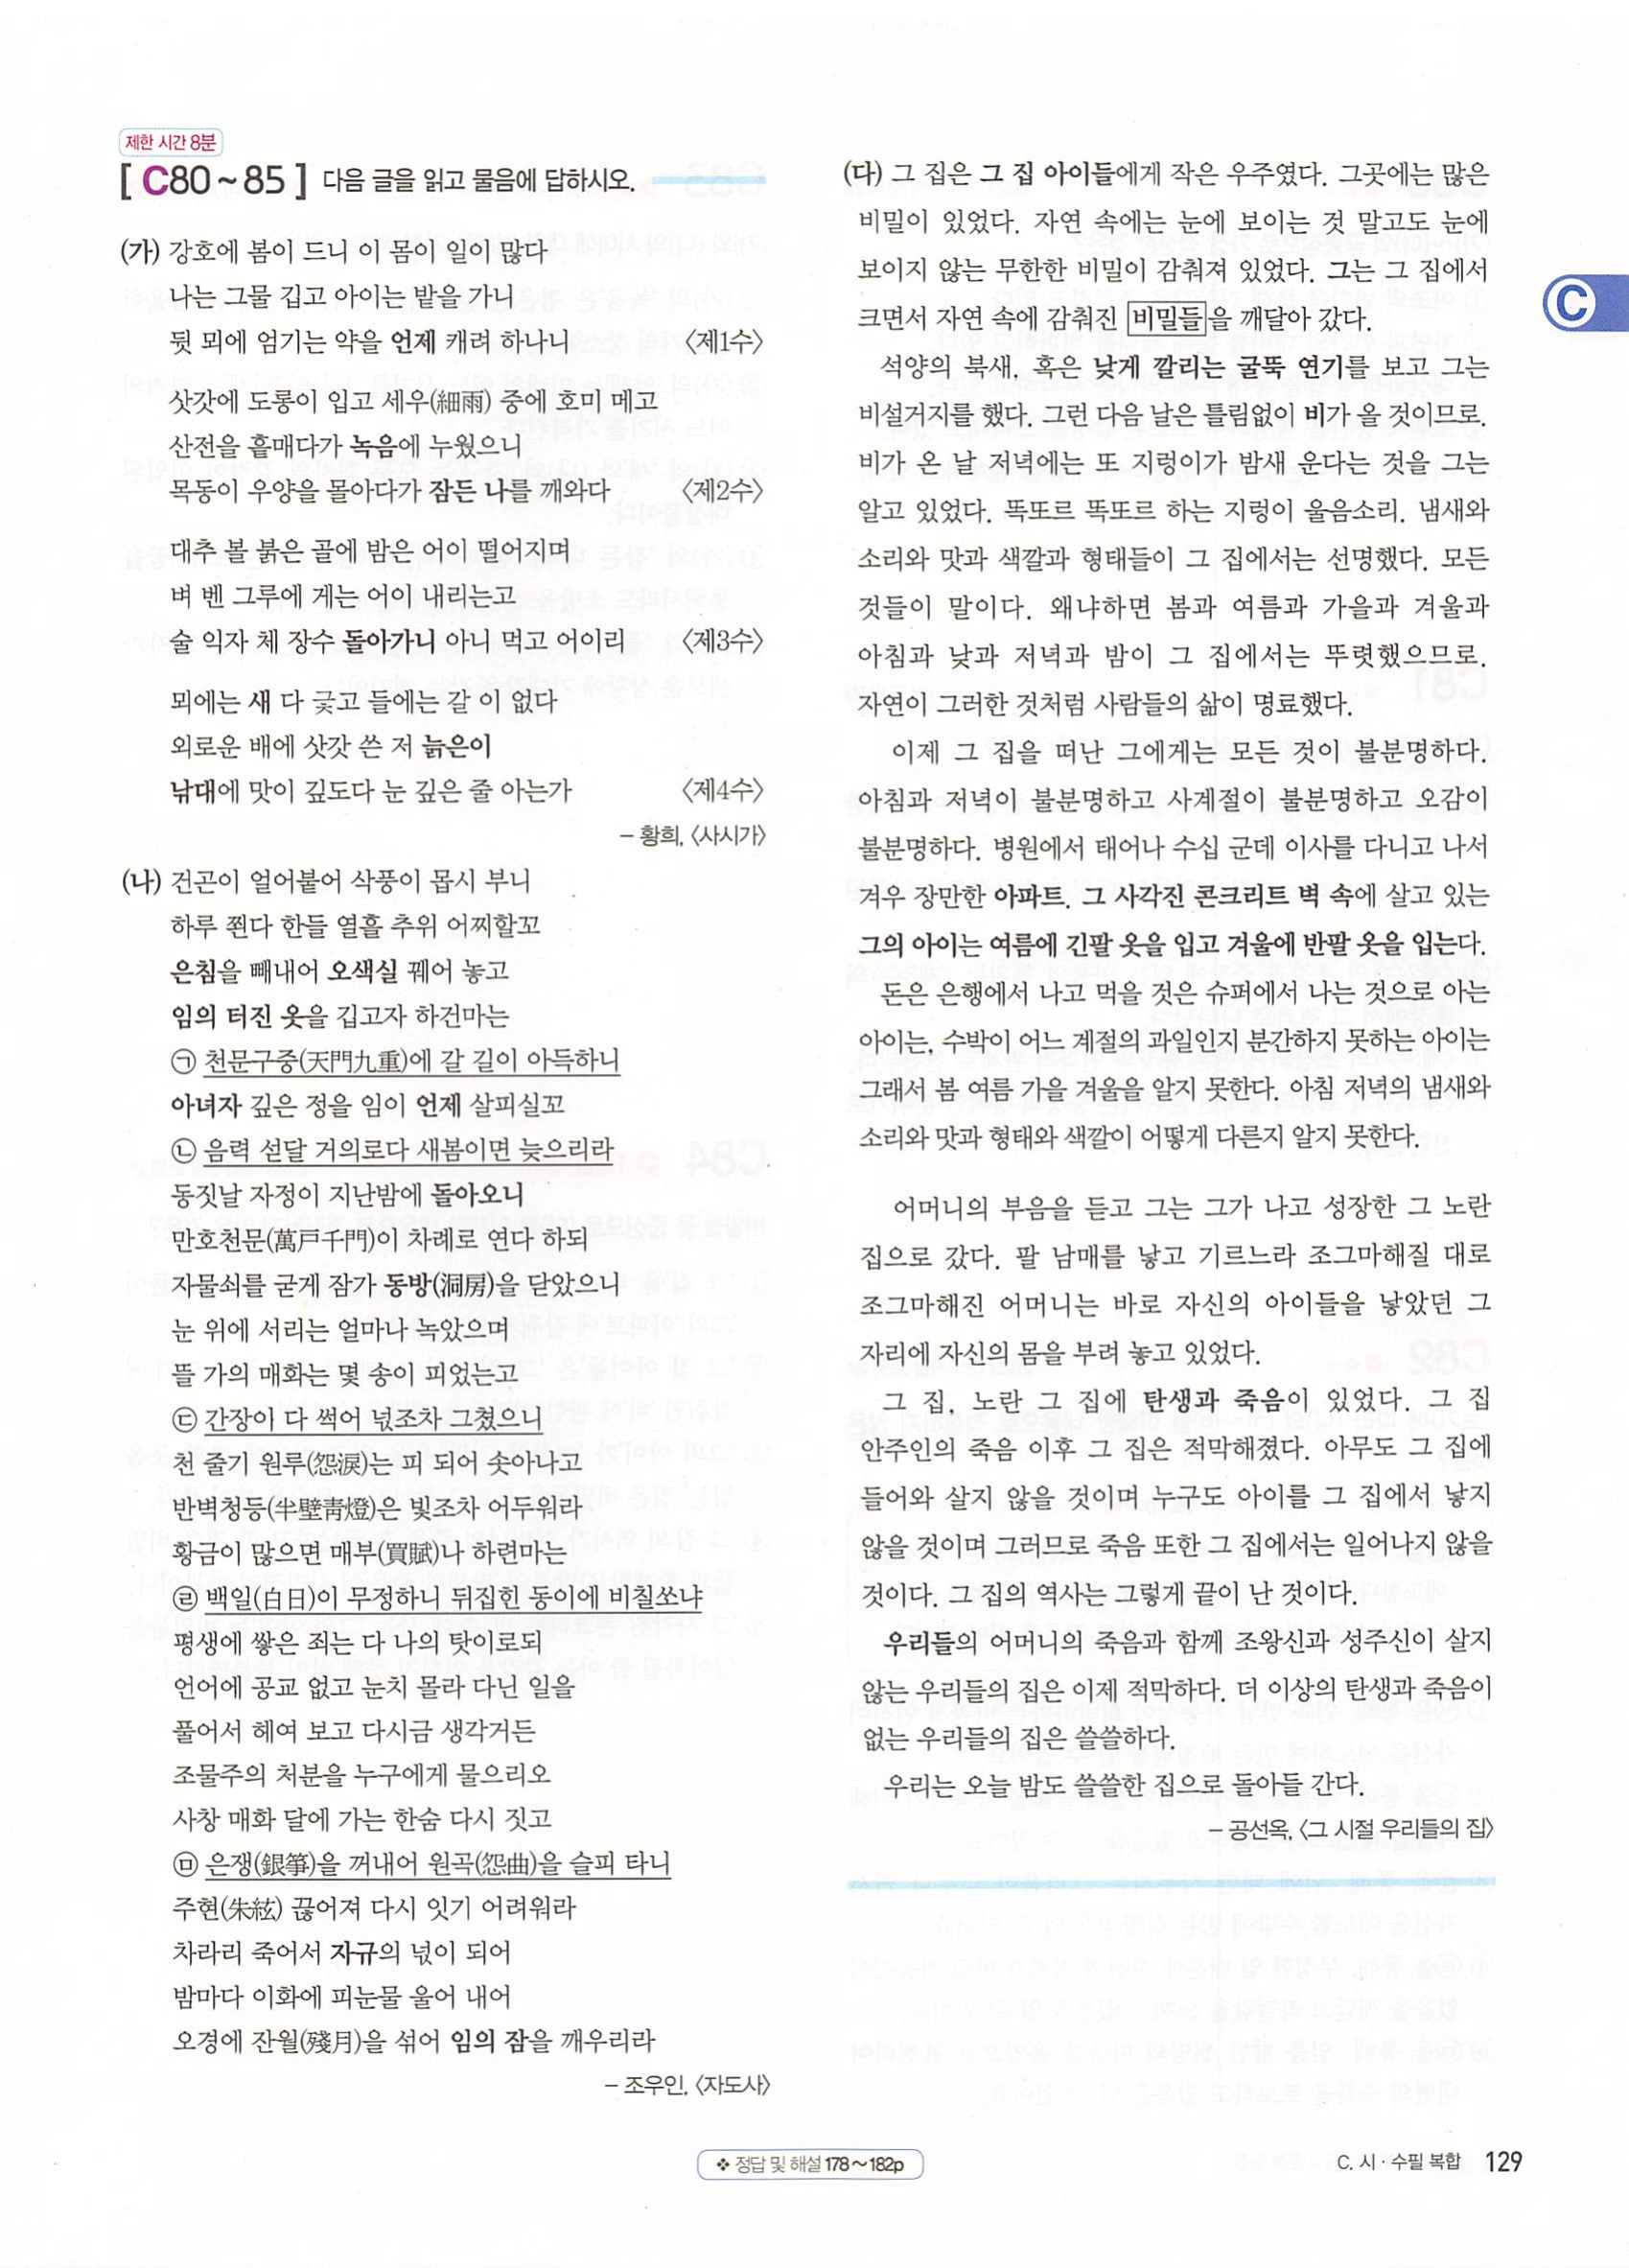 제한 시간 8분
[ C80~85 ] 다음 글을 읽고 물음에 답하시오.
(가) 강호에 봄이 드니 이 몸이 일이 많다
나는 그물 깁고 아이는 밭을 가니
뒷 뫼에 엄기는 약을 언제 캐려 하나니 〈제1수〉
삿갓에 도롱이 입고 세우(細雨) 중에 호미 메고
산전을 흩매다가 녹음에 누웠으니
목동이 우양을 몰아다가 잠든 나를 깨와다 〈제2수〉
대추 볼 붉은 골에 밤은 어이 떨어지며
벼 벤 그루에 게는 어이 내리는고
술 익자 체 장수 돌아가니 아니 먹고 어이리 〈제3수〉
뫼에는 새 다 긎고 들에는 갈 이 없다
외로운 배에 삿갓 쓴 저 늙은이
낚대에 맛이 깊도다 눈 깊은 줄 아는가 〈제4수〉
- 황희, 〈사시가〉
(나) 건곤이 얼어붙어 삭풍이 몹시 부니
하루 쬔다 한들 열흘 추위 어찌할꼬
은침을 빼내어 오색실 꿰어 놓고
임의 터진 옷을 깁고자 하건마는
㉠ 천문구중(天門九重)에 갈 길이 아득하니
아녀자 깊은 정을 임이 언제 살피실꼬
㉡ 음력 섣달 거의로다 새봄이면 늦으리라
동짓날 자정이 지난밤에 돌아오니
만호천문(萬戶千門)이 차례로 연다 하되
자물쇠를 굳게 잠가 동방(洞房)을 닫았으니
눈 위에 서리는 얼마나 녹았으며
뜰 가의 매화는 몇 송이 피었는고
㉢ 간장이 다 썩어 넋조차 그쳤으니
천 줄기 원루(怨淚)는 피 되어 솟아나고
반벽청등(半壁靑燈)은 빛조차 어두워라
황금이 많으면 매부(買賦)나 하련마는
㉣ 백일(白日)이 무정하니 뒤집힌 동이에 비칠쏘냐
평생에 쌓은 죄는 다 나의 탓이로되
언어에 공교 없고 눈치 몰라 다닌 일을
풀어서 헤여 보고 다시금 생각거든
조물주의 처분을 누구에게 물으리오
사창 매화 달에 가는 한숨 다시 짓고
㉤ 은쟁(銀箏)을 꺼내어 원곡(怨曲)을 슬피 타니
주현(朱絃) 끊어져 다시 잇기 어려워라
차라리 죽어서 자규의 넋이 되어
밤마다 이화에 피눈물 울어 내어
오경에 잔월(殘月)을 섞어 임의 잠을 깨우리라
- 조우인, 〈자도사〉
(다) 그 집은 그 집 아이들에게 작은 우주였다. 그곳에는 많은
비밀이 있었다. 자연 속에는 눈에 보이는 것 말고도 눈에
보이지 않는 무한한 비밀이 감춰져 있었다. 그는 그 집에서
크면서 자연 속에 감춰진 비밀들을 깨달아 갔다.
석양의 북새, 혹은 낮게 깔리는 굴뚝 연기를 보고 그는
비설거지를 했다. 그런 다음 날은 틀림없이 비가 올 것이므로.
비가 온 날 저녁에는 또 지렁이가 밤새 운다는 것을 그는
알고 있었다. 똑또르 똑또르 하는 지렁이 울음소리. 냄새와
소리와 맛과 색깔과 형태들이 그 집에서는 선명했다. 모든
것들이 말이다. 왜냐하면 봄과 여름과 가을과 겨울과
아침과 낮과 저녁과 밤이 그 집에서는 뚜렷했으므로.
자연이 그러한 것처럼 사람들의 삶이 명료했다.
이제 그 집을 떠난 그에게는 모든 것이 불분명하다.
아침과 저녁이 불분명하고 사계절이 불분명하고 오감이
불분명하다. 병원에서 태어나 수십 군데 이사를 다니고 나서
겨우 장만한 아파트. 그 사각진 콘크리트 벽 속에 살고 있는
그의 아이는 여름에 긴팔 옷을 입고 겨울에 반팔 옷을 입는다.
돈은 은행에서 나고 먹을 것은 슈퍼에서 나는 것으로 아는
아이는, 수박이 어느 계절의 과일인지 분간하지 못하는 아이는
그래서 봄 여름 가을 겨울을 알지 못한다. 아침 저녁의 냄새와
소리와 맛과 형태와 색깔이 어떻게 다른지 알지 못한다.
어머니의 부음을 듣고 그는 그가 나고 성장한 그 노란
집으로 갔다. 팔 남매를 낳고 기르느라 조그마해질 대로
조그마해진 어머니는 바로 자신의 아이들을 낳았던 그
자리에 자신의 몸을 부려 놓고 있었다.
그 집, 노란 그 집에 탄생과 죽음이 있었다. 그 집
안주인의 죽음 이후 그 집은 적막해졌다. 아무도 그 집에
들어와 살지 않을 것이며 누구도 아이를 그 집에서 낳지
않을 것이며 그러므로 죽음 또한 그 집에서는 일어나지 않을
것이다. 그 집의 역사는 그렇게 끝이 난 것이다.
우리들의 어머니의 죽음과 함께 조왕신과 성주신이 살지
않는 우리들의 집은 이제 적막하다. 더 이상의 탄생과 죽음이
없는 우리들의 집은 쓸쓸하다.
우리는 오늘 밤도 쓸쓸한 집으로 돌아들 간다.
- 공선옥, 〈그 시절 우리들의 집〉
C
❖ 정답 및 해설 178~182p
C. 시·수필 복합 129